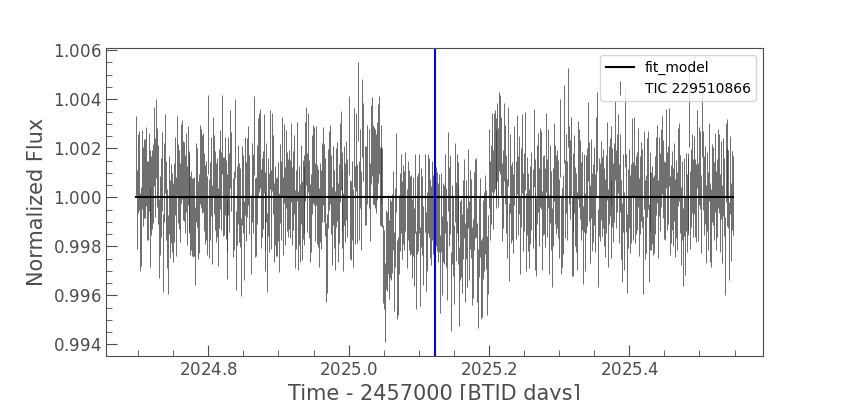 1.006
1.004
1.002
1.000
0.998
0.996
0.994
Normalized Flux
fit_model
TIC 229510866
2024.8
2025.0
2025.2
2025.4
Time - 2457000 [BTJD days]